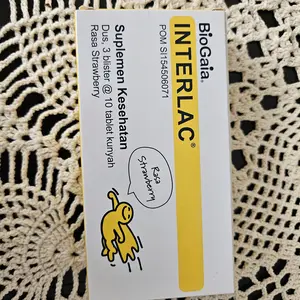 BioGaia®
INTERLAC®
POM SI154506071
Suplemen Kesehatan
Dus, 3 blister @ 10 tablet kunyah
Rasa Strawberry
Rasa
Strawberry